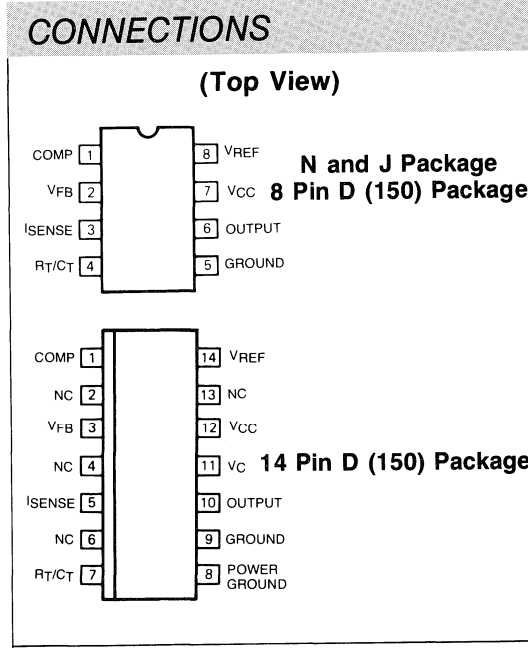 CONNECTIONS
(Top View)
COMP 1
VFB 2
ISENSE 3
RT/CT 4
8 VREF
7 VCC
6 OUTPUT
5 GROUND
N and J Package
8 Pin D (150) Package
COMP 1
NC 2
VFB 3
NC 4
ISENSE 5
NC 6
RT/CT 7
14 VREF
13 NC
12 VCC
11 VC
10 OUTPUT
9 GROUND
8 POWER
GROUND
14 Pin D (150) Package